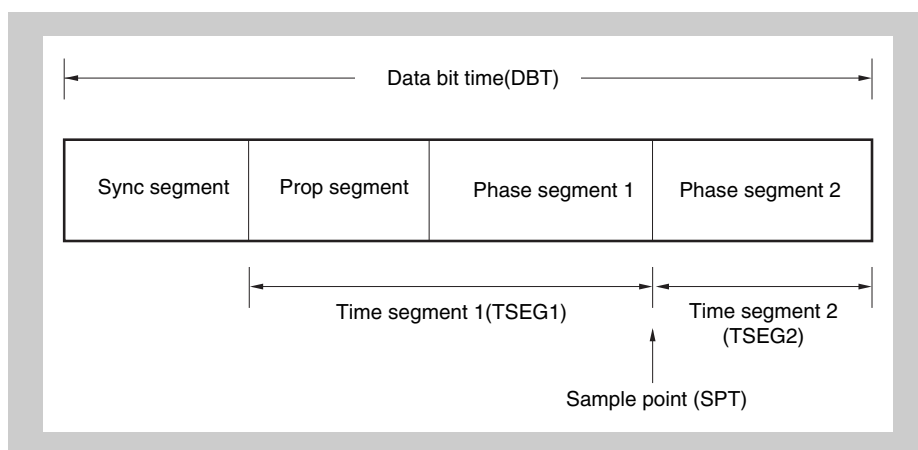 Data bit time(DBT)
Sync segment
Prop segment
Phase segment 1
Phase segment 2
Time segment 1(TSEG1)
Time segment 2
(TSEG2)
Sample point (SPT)